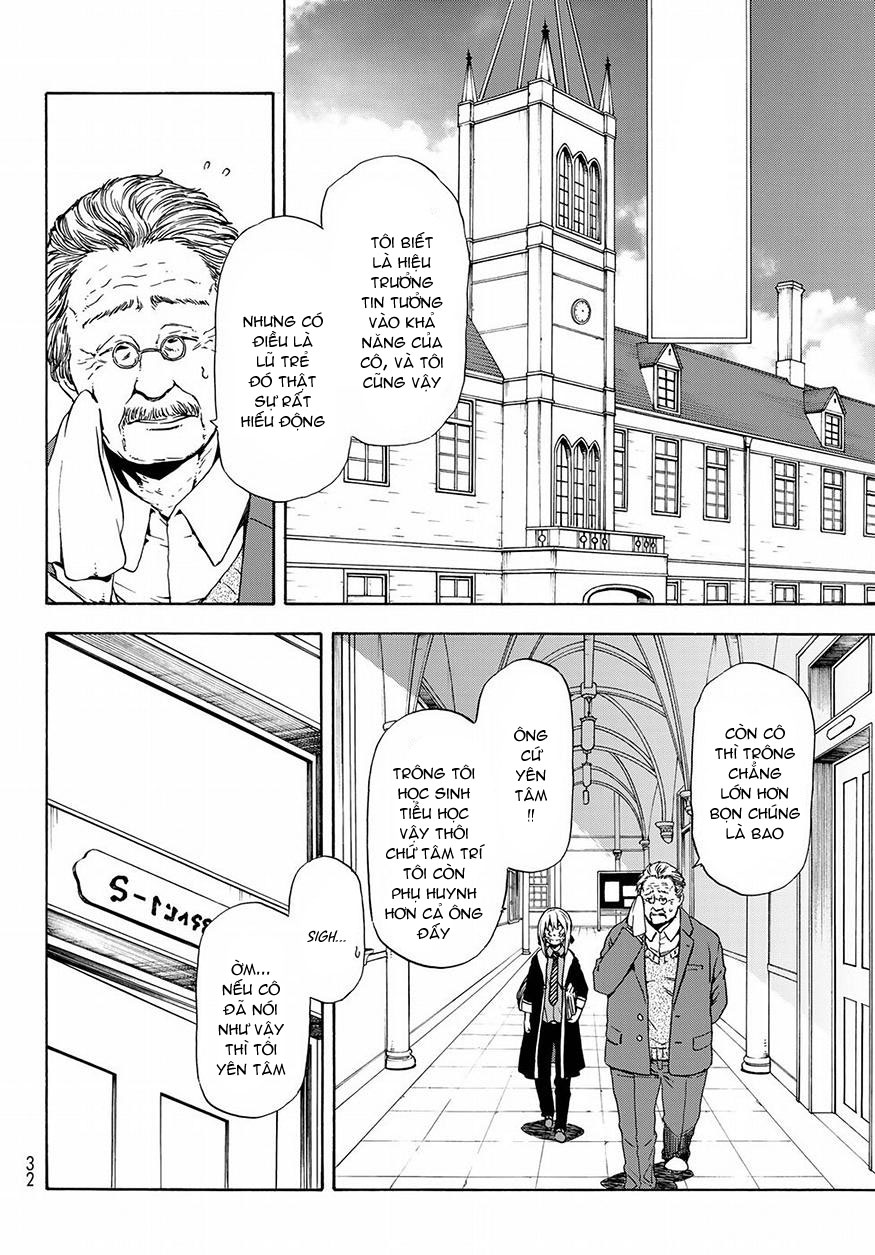 TÔI BIẾT
LÀ HIỆU
TRƯỞNG
TIN TƯỞNG
VÀO KHẢ
NĂNG CỦA
CÔ, VÀ TÔI
CŨNG VẬY
NHƯNG CÓ
ĐIỀU LÀ
LŨ TRẺ
ĐÓ THẬT
SỰ RẤT
HIẾU ĐỘNG
CÒN CÔ
THÌ TRÔNG
CHẲNG
LỚN HƠN
BỌN CHÚNG
LÀ BAO
ÔNG
CỨ
YÊN
TÂM
!!
TRÔNG TÔI
HỌC SINH
TIỂU HỌC
VẬY THÔI
CHỨ TÂM TRÍ
TÔI CÒN
PHỤ HUYNH
HƠN CẢ ÔNG
ĐẤY
SIGH...
ỜM...
NẾU CÔ
ĐÃ NÓI
NHƯ VẬY
THÌ TÔI
YÊN TÂM
32